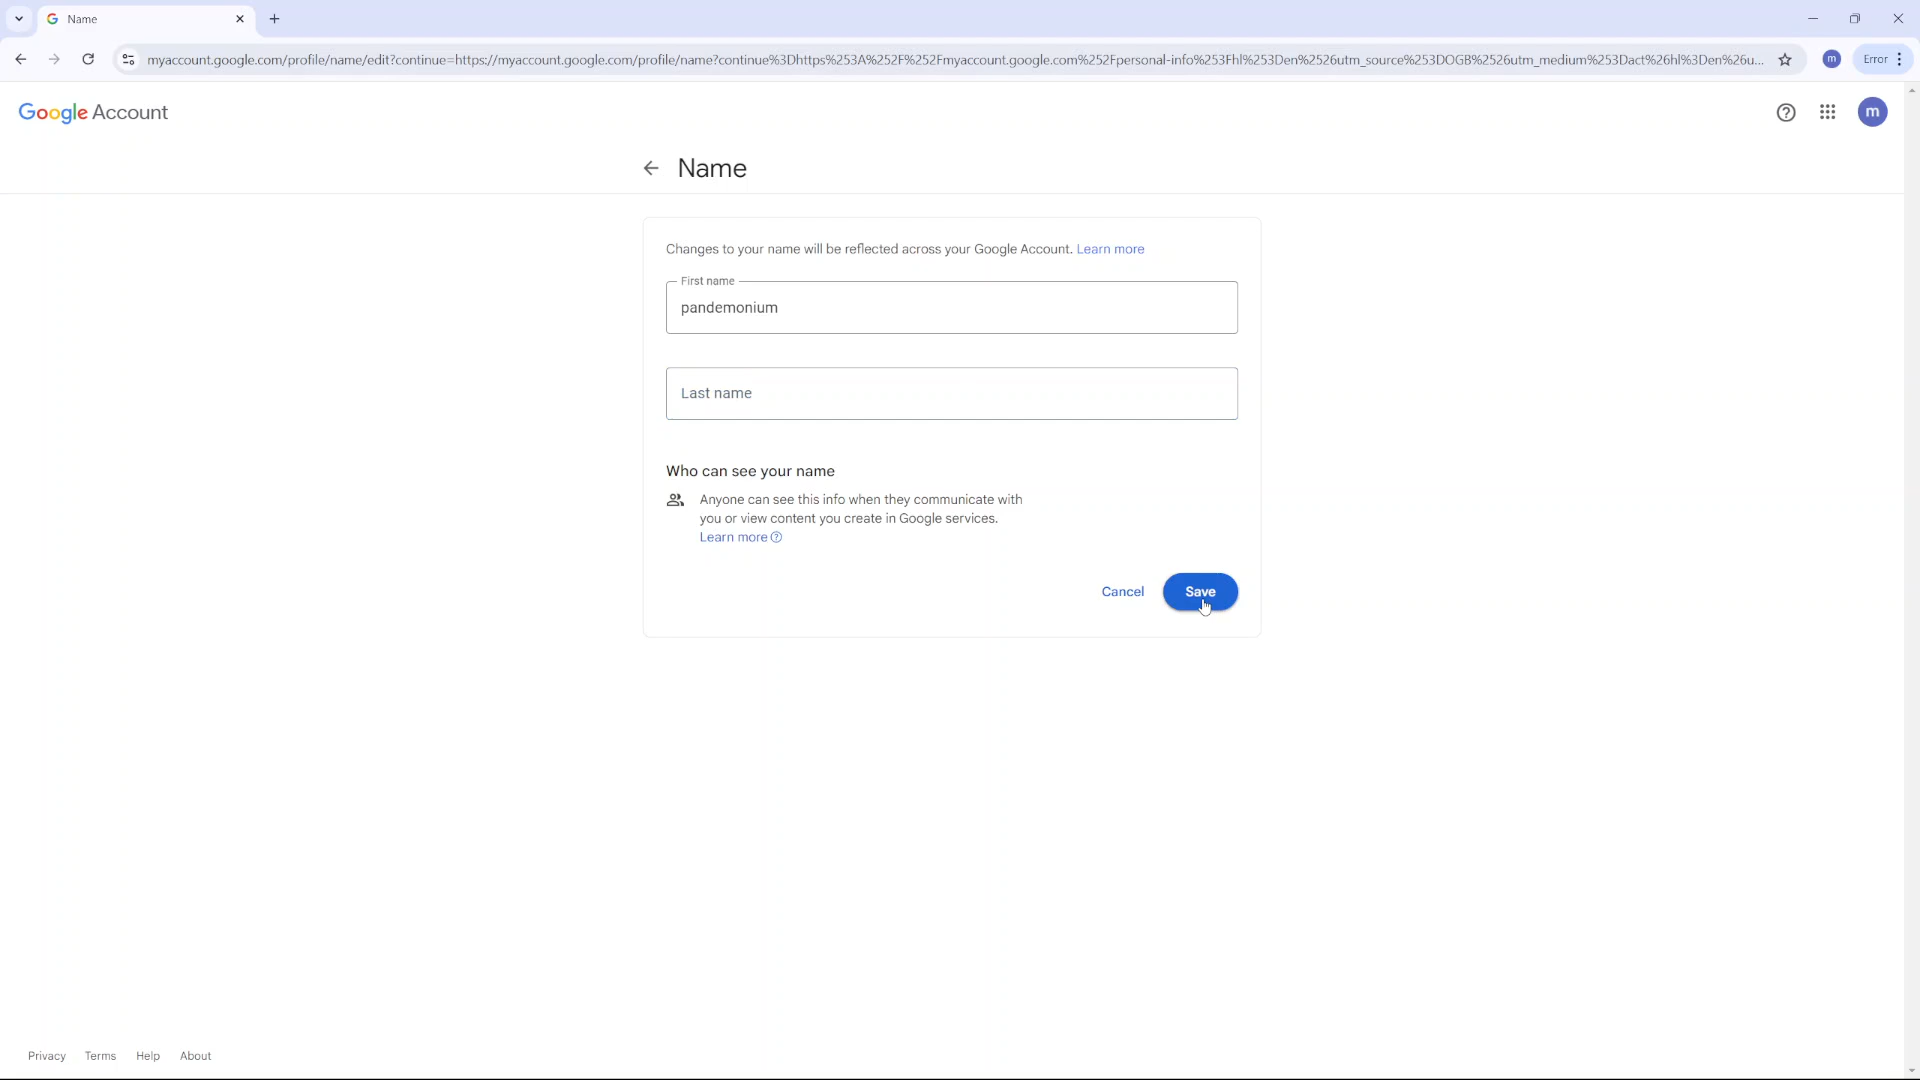 Name
myaccount.google.com/profile/name/edit?continue=https://myaccount.google.com/profile/name?continue%3Dhttps%253A%252F%252Fmyaccount.google.com%252Fpersonal-info%253Fhl%253Den%2526utm_source%253DOGB%2526utm_medium%253Dact%26hl%3Den%26u...
m
Error
Google Account
m
Name
Changes to your name will be reflected across your Google Account. Learn more
First name
pandemonium
Last name
Who can see your name
Anyone can see this info when they communicate with
you or view content you create in Google services.
Learn more
Cancel
Save
Privacy Terms Help About